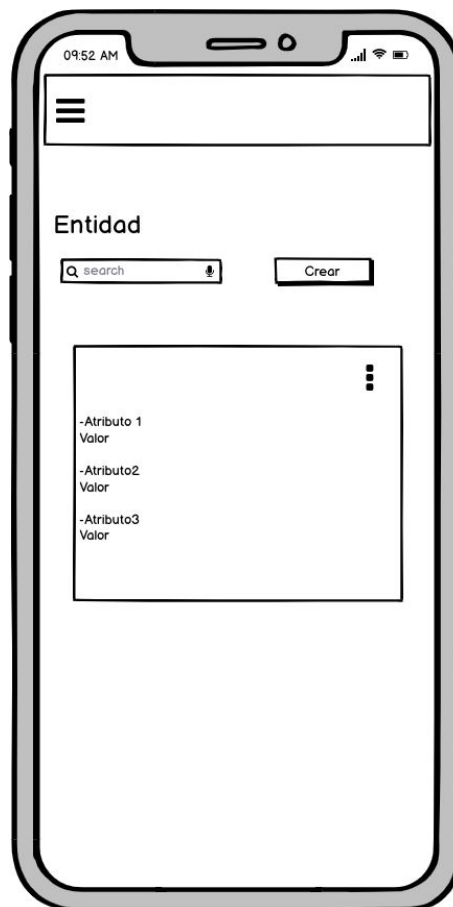 09:52 AM
Entidad
search
Crear
-Atributo 1
Valor
-Atributo2
Valor
-Atributo3
Valor